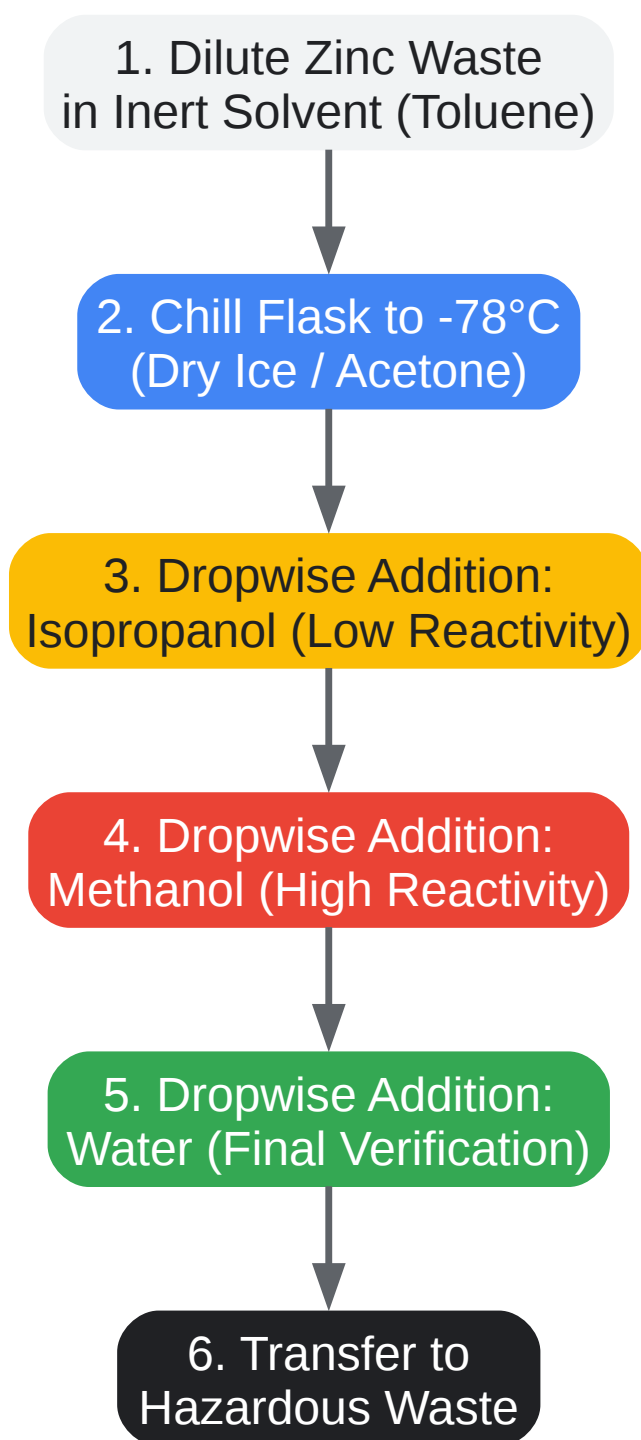 1. Dilute Zinc Waste
in Inert Solvent (Toluene)
2. Chill Flask to -78°C
(Dry Ice / Acetone)
3. Dropwise Addition:
Isopropanol (Low Reactivity)
4. Dropwise Addition:
Methanol (High Reactivity)
5. Dropwise Addition:
Water (Final Verification)
6. Transfer to
Hazardous Waste